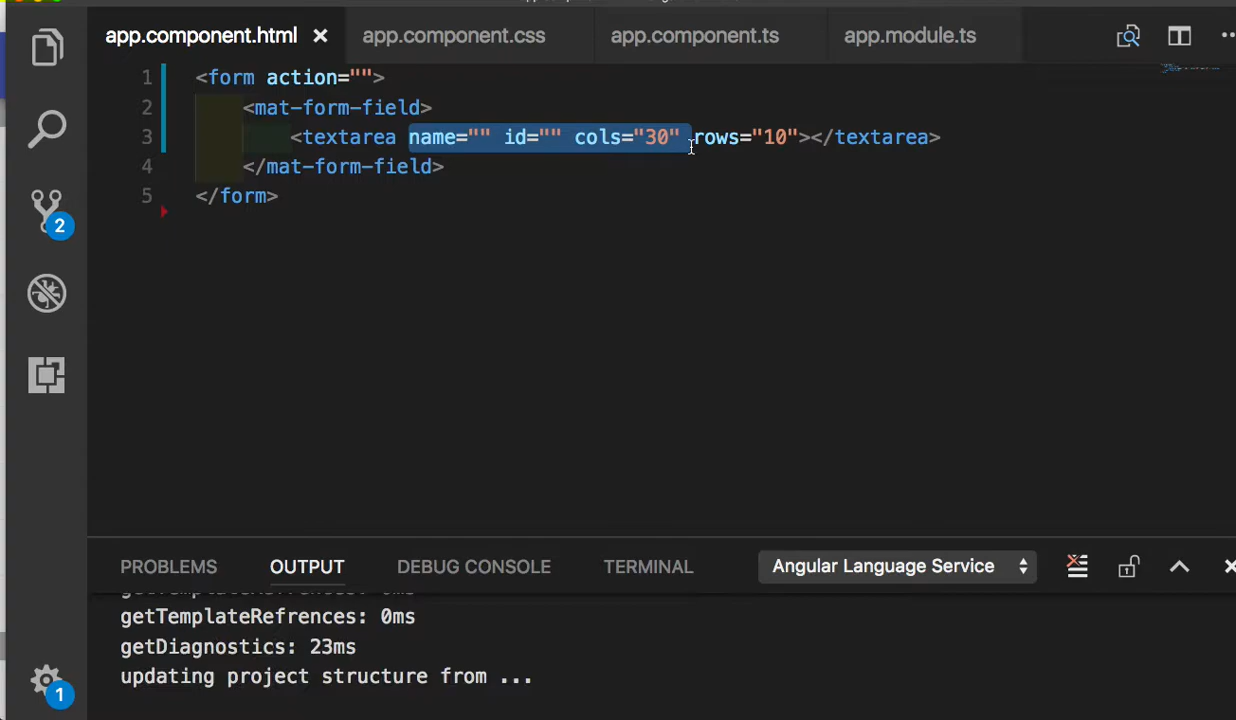 app.component.html
app.component.css
app.component.ts
app.module.ts
1 <form action="">
2 <mat-form-field>
3 <textarea name="" id="" cols="30" rows="10"></textarea>
4 </mat-form-field>
5 </form>
2
PROBLEMS
OUTPUT
DEBUG CONSOLE
TERMINAL
Angular Language Service
getTemplateRefrences: 0ms
getTemplateRefrences: 0ms
getDiagnostics: 23ms
updating project structure from ...
1